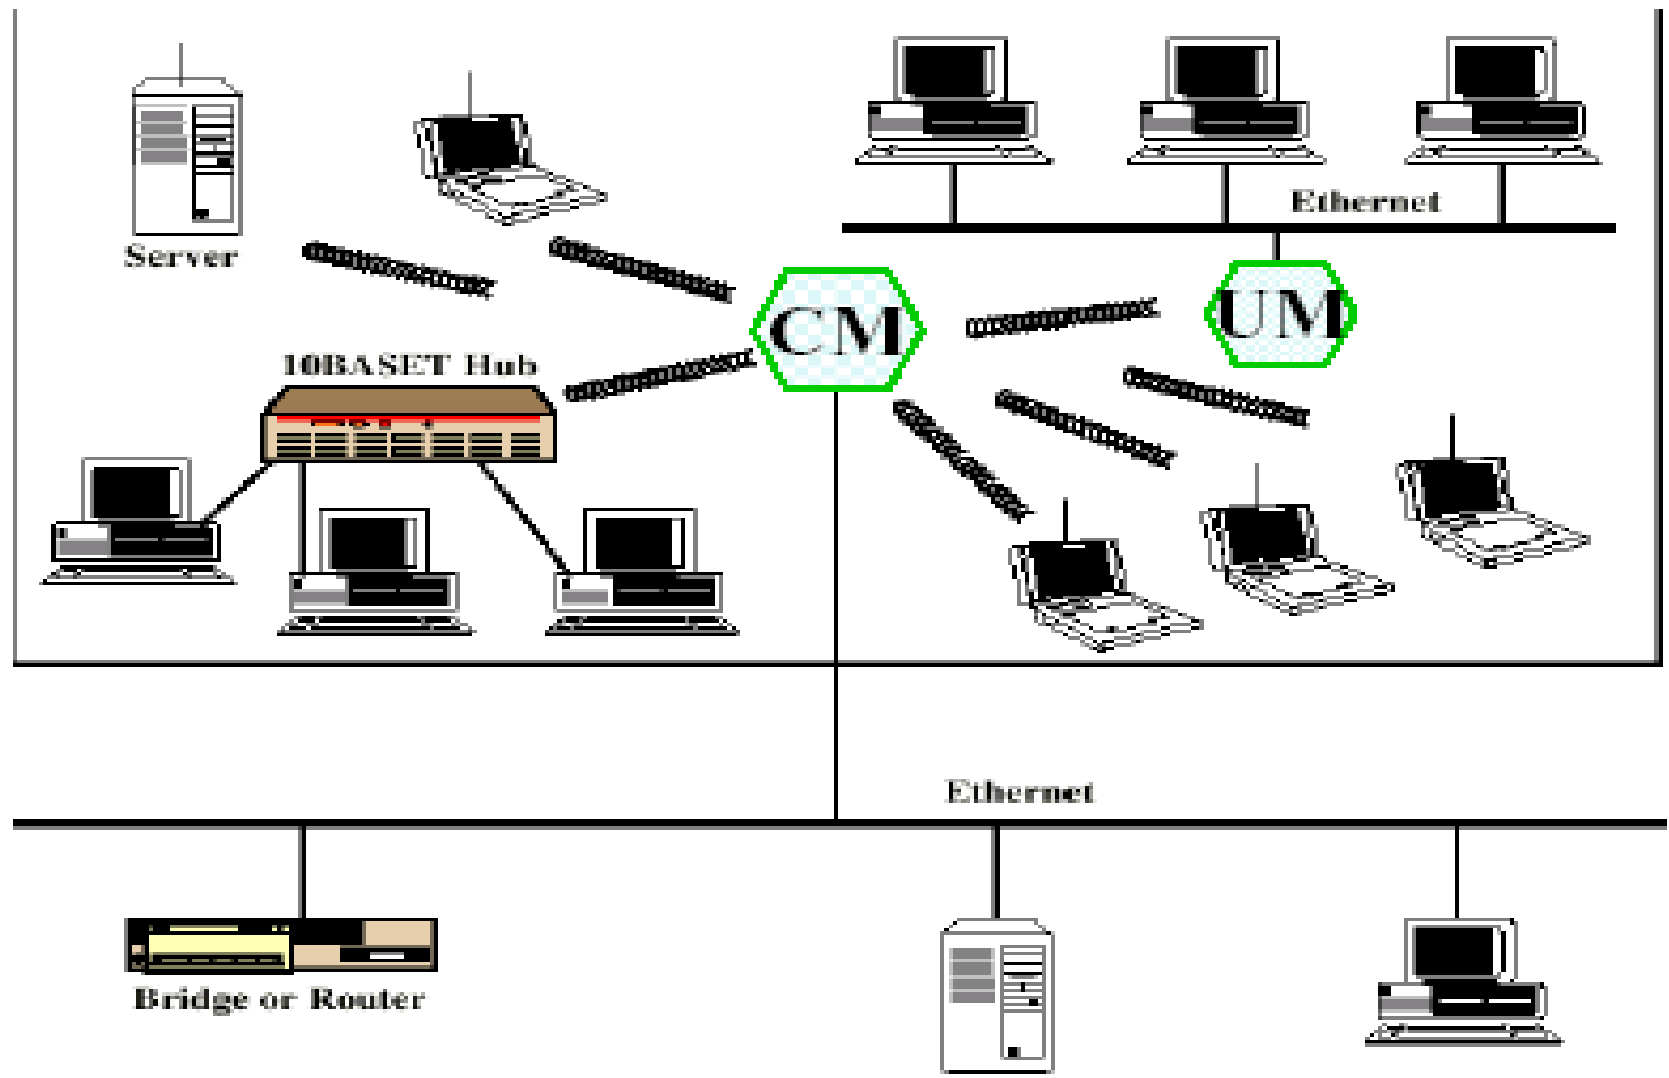 Ethernet
Server
CM
UM
10BASET Hub
Ethernet
Bridge or Router